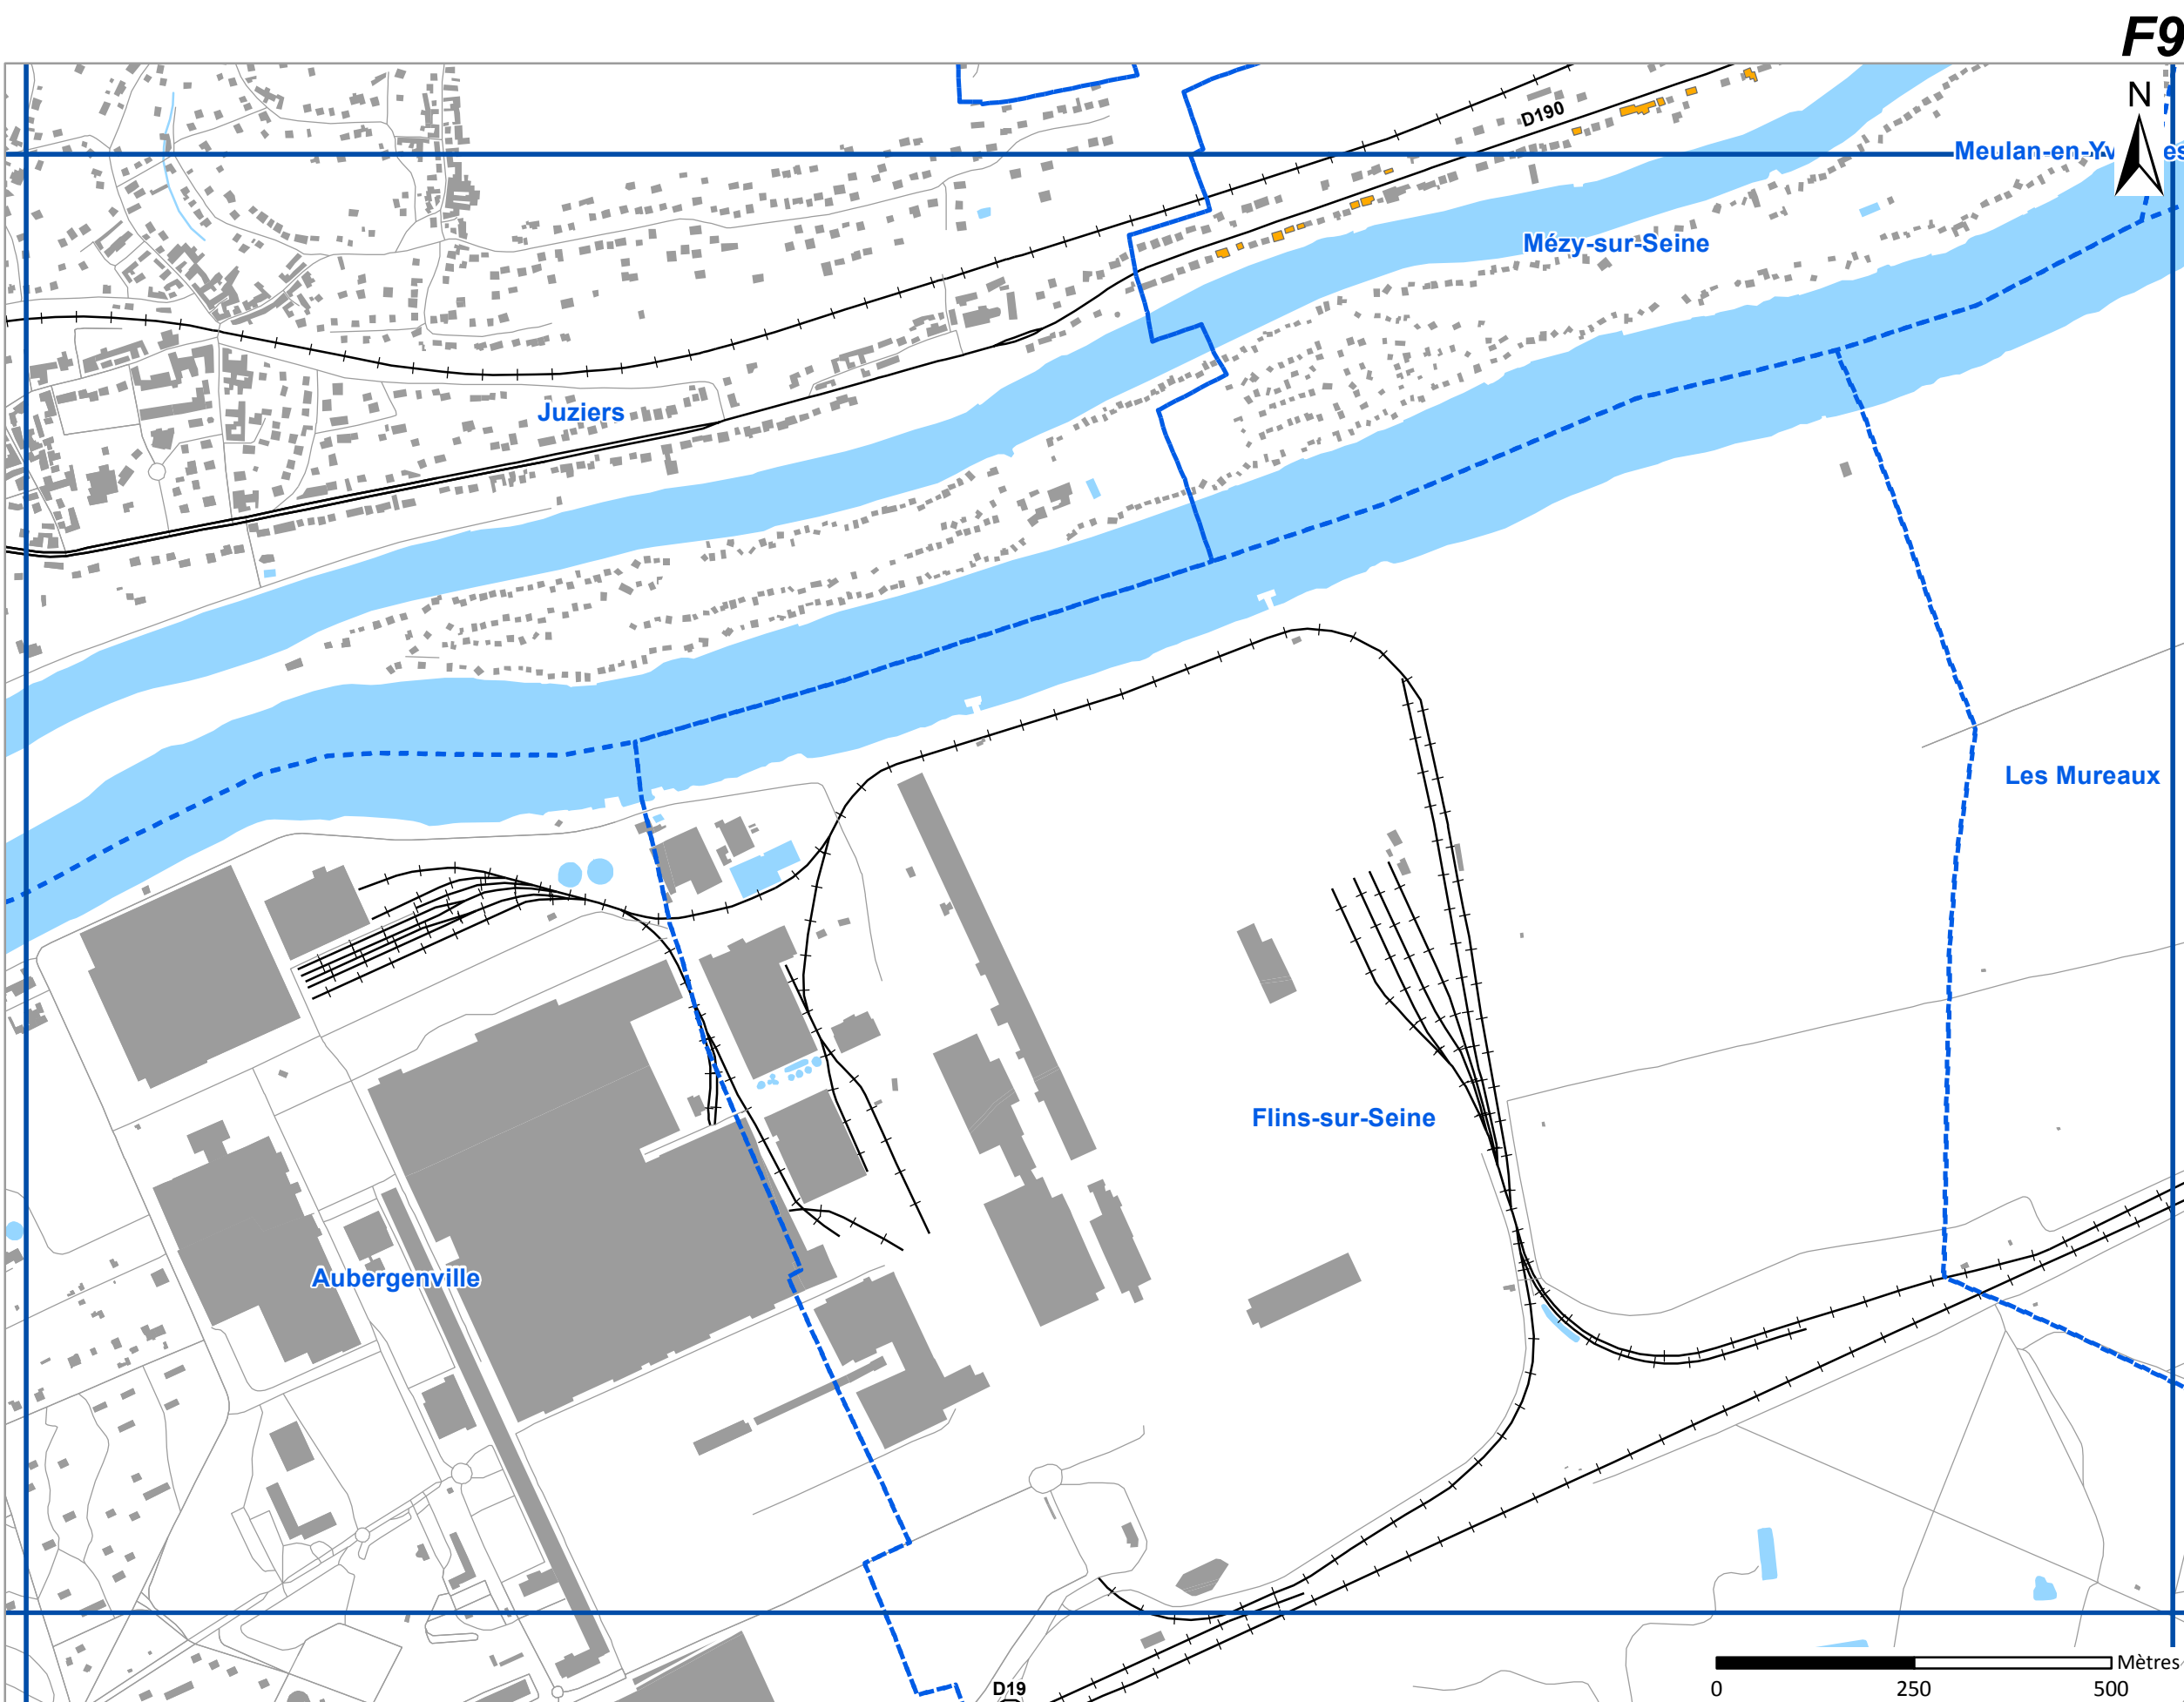 F9
N
D190
Meulan-en-Yv es
Mézy-sur-Seine
Juziers
Les Mureaux
Flins-sur-Seine
Aubergenville
D19
Mètres
0 250 500